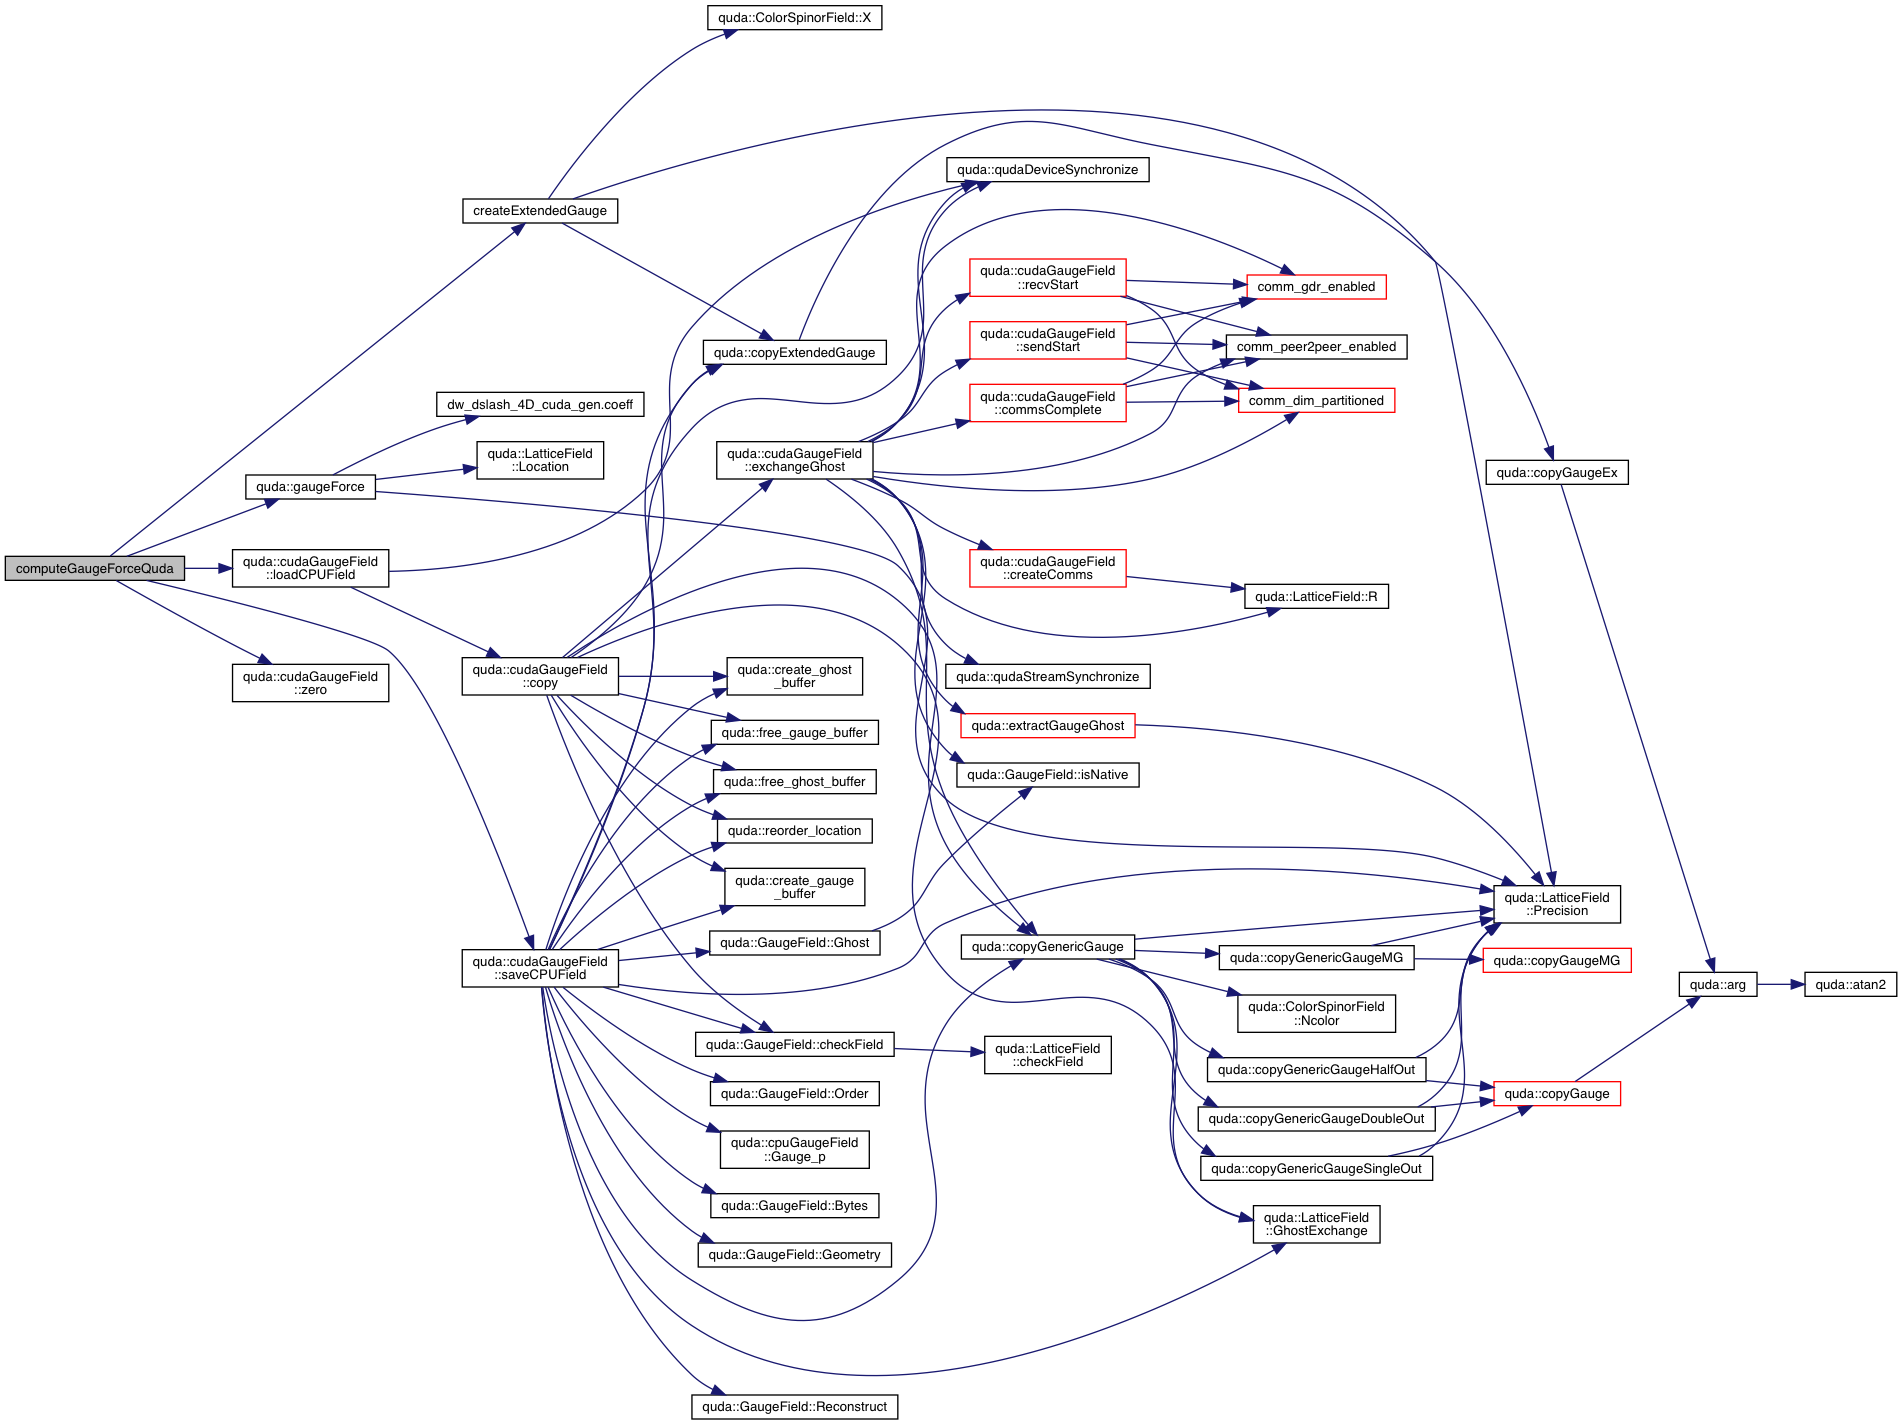 quda::ColorSpinorField::X
quda::qudaDeviceSynchronize
createExtendedGauge
quda::cudaGaugeField
::recvStart
comm_gdr_enabled
quda::cudaGaugeField
::sendStart
comm_peer2peer_enabled
quda::copyExtendedGauge
quda::cudaGaugeField
::commsComplete
comm_dim_partitioned
dw_dslash_4D_cuda_gen.coeff
quda::LatticeField
::Location
quda::cudaGaugeField
::exchangeGhost
quda::copyGaugeEx
quda::gaugeForce
computeGaugeForceQuda
quda::cudaGaugeField
::loadCPUField
quda::cudaGaugeField
::createComms
quda::LatticeField::R
quda::cudaGaugeField
::zero
quda::cudaGaugeField
::copy
quda::create_ghost
_buffer
quda::qudaStreamSynchronize
quda::free_gauge_buffer
quda::extractGaugeGhost
quda::free_ghost_buffer
quda::GaugeField::isNative
quda::reorder_location
quda::create_gauge
_buffer
quda::LatticeField
::Precision
quda::GaugeField::Ghost
quda::copyGenericGauge
quda::copyGenericGaugeMG
quda::copyGaugeMG
quda::cudaGaugeField
::saveCPUField
quda::arg
quda::atan2
quda::ColorSpinorField
::Ncolor
quda::GaugeField::checkField
quda::LatticeField
::checkField
quda::copyGenericGaugeHalfOut
quda::GaugeField::Order
quda::copyGauge
quda::copyGenericGaugeDoubleOut
quda::cpuGaugeField
::Gauge_p
quda::copyGenericGaugeSingleOut
quda::GaugeField::Bytes
quda::LatticeField
::GhostExchange
quda::GaugeField::Geometry
quda::GaugeField::Reconstruct